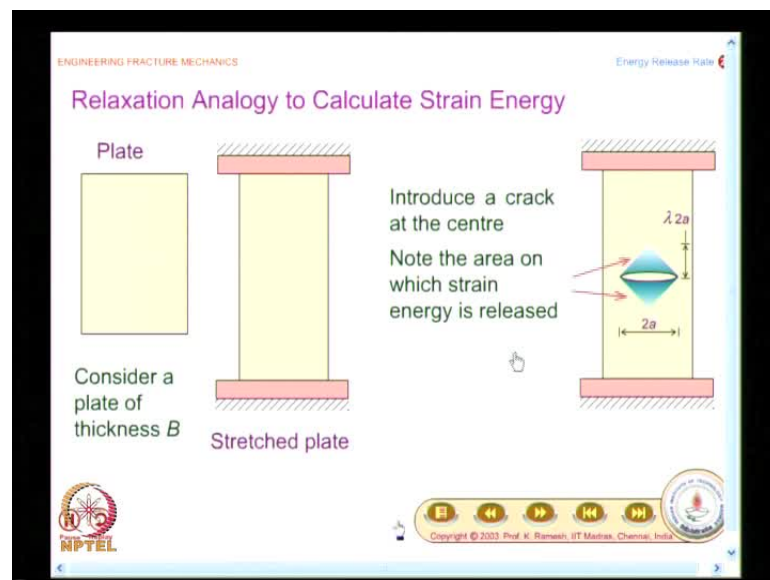 ENGINEERING FRACTURE MECHANICS
Energy Release Rate
Relaxation Analogy to Calculate Strain Energy
Plate
Consider a
plate of
thickness B
Stretched plate
Introduce a crack
at the centre
Note the area on
which strain
energy is released
λ 2a
2a
NPTEL
Copyright © 2003 Prof. K. Ramesh, IIT Madras, Chennai, India